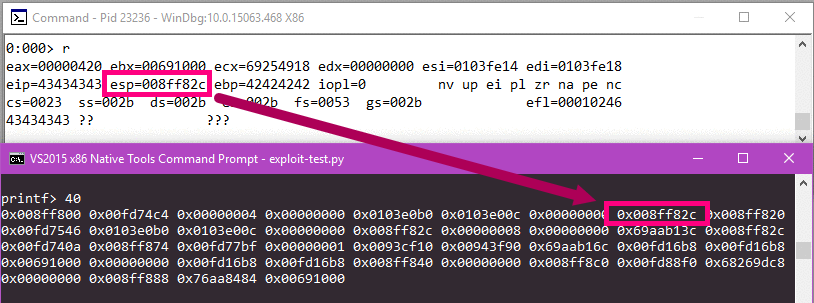 Command - Pid 23236 - WinDbg:10.0.15063.468 X86
0:000> r
eax=00000420 ebx=00691000 ecx=69254918 edx=00000000 esi=0103fe14 edi=0103fe18
eip=43434343 esp=008ff82c ebp=42424242 iopl=0 nv up ei pl zr na pe nc
cs=0023 ss=002b ds=002b =002b fs=0053 gs=002b efl=00010246
43434343 ?? ???
VS2015 x86 Native Tools Command Prompt - exploit-test.py
printf> 40
0x008ff800 0x00fd74c4 0x00000004 0x00000000 0x0103e0b0 0x0103e00c 0x00000000 0x008ff82c 0x008ff820
0x00fd7546 0x0103e0b0 0x0103e00c 0x00000000 0x008ff82c 0x00000008 0x00000000 0x69aab13c 0x008ff82c
0x00fd740a 0x008ff874 0x00fd77bf 0x00000001 0x0093cf10 0x00943f90 0x69aab16c 0x00fd16b8 0x00fd16b8
0x00691000 0x00000000 0x00fd16b8 0x00fd16b8 0x008ff840 0x00000000 0x008ff8c0 0x00fd88f0 0x68269dc8
0x00000000 0x008ff888 0x76aa8484 0x00691000